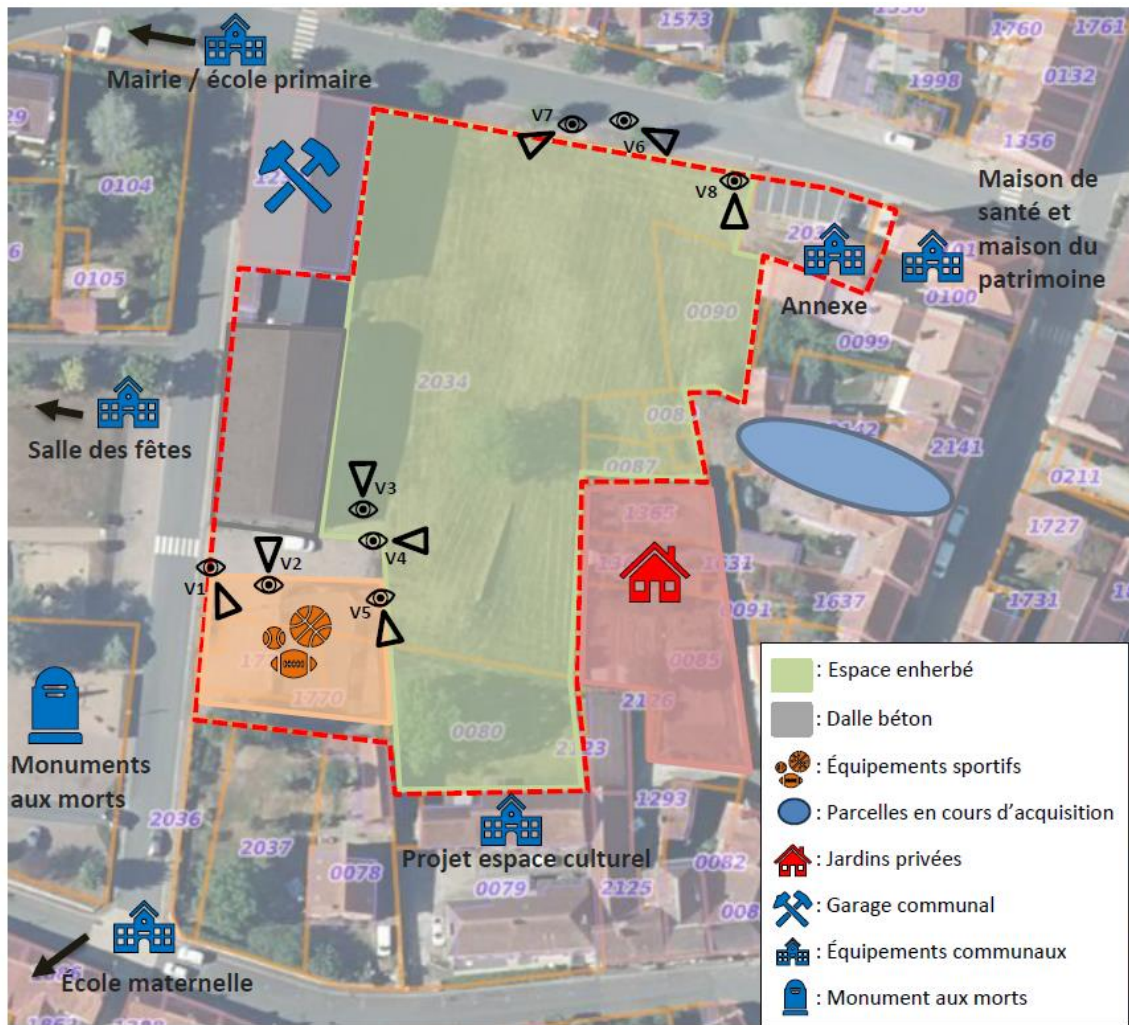 1573
1760
1761
1998
0132
1356
Mairie / école primaire
0104
0105
V7
V6
V8
Maison de
santé et
maison du
patrimoine
Annexe
0100
0090
0099
2034
2141
0211
0087
Salle des fêtes
V3
V4
V2
V1
V5
1365
1631
0091
1637
1727
1731
0085
1770
0080
2126
2123
Monuments
aux morts
2036
2037
0078
1293
Projet espace culturel
0079
2125
0082
École maternelle
: Espace enherbé
: Dalle béton
: Équipements sportifs
: Parcelles en cours d’acquisition
: Jardins privées
: Garage communal
: Équipements communaux
: Monument aux morts